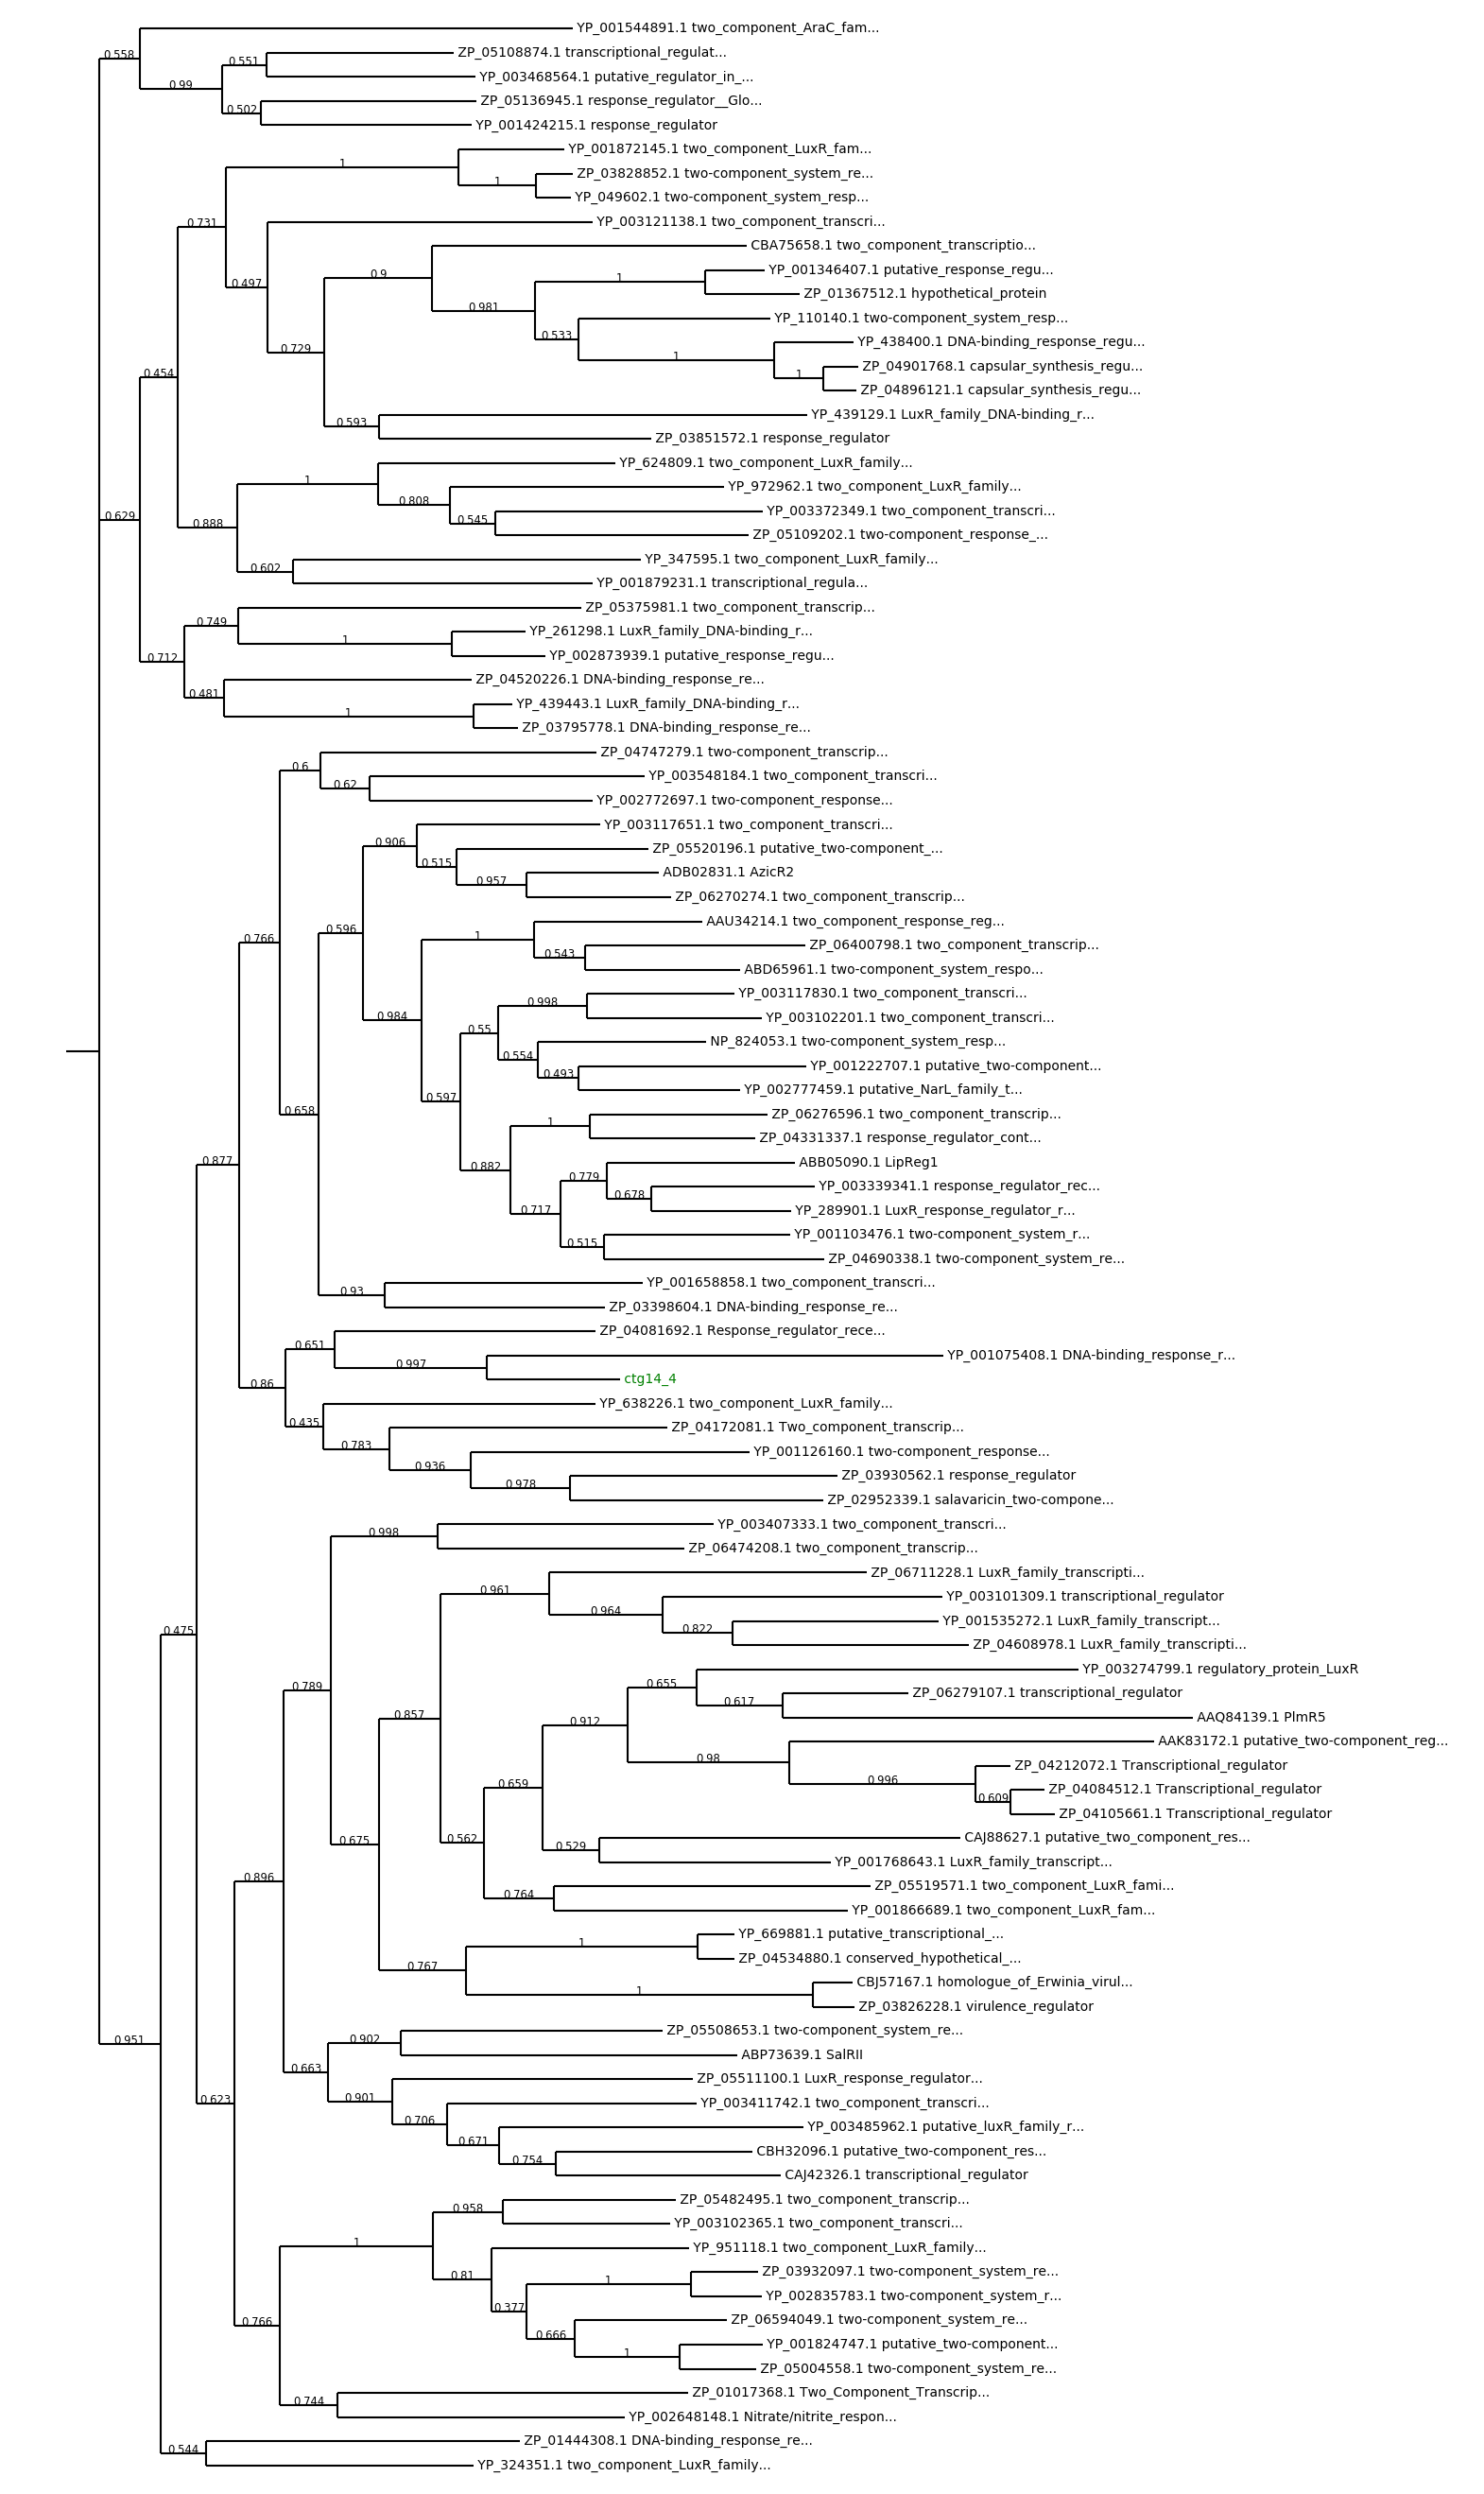 YP_001544891.1 two_component_AraC_fam...
0.558
ZP_05108874.1 transcriptional_regulat...
0.551
YP_003468564.1 putative_regulator_in_...
0.99
ZP_05136945.1 response_regulator__Glo...
0.502
YP_001424215.1 response_regulator
YP_001872145.1 two_component_LuxR_fam...
1
ZP_03828852.1 two-component_system_re...
1
YP_049602.1 two-component_system_resp...
0.731
YP_003121138.1 two_component_transcri...
CBA75658.1 two_component_transcriptio...
0.9
YP_001346407.1 putative_response_regu...
1
0.497
ZP_01367512.1 hypothetical_protein
0.981
YP_110140.1 two-component_system_resp...
0.533
YP_438400.1 DNA-binding_response_regu...
0.729
1
ZP_04901768.1 capsular_synthesis_regu...
0.454
1
ZP_04896121.1 capsular_synthesis_regu...
YP_439129.1 LuxR_family_DNA-binding_r...
0.593
ZP_03851572.1 response_regulator
YP_624809.1 two_component_LuxR_family...
1
YP_972962.1 two_component_LuxR_family...
0.808
YP_003372349.1 two_component_transcri...
0.629
0.545
0.888
ZP_05109202.1 two-component_response_...
YP_347595.1 two_component_LuxR_family...
0.602
YP_001879231.1 transcriptional_regula...
ZP_05375981.1 two_component_transcrip...
0.749
YP_261298.1 LuxR_family_DNA-binding_r...
1
YP_002873939.1 putative_response_regu...
0.712
ZP_04520226.1 DNA-binding_response_re...
0.481
YP_439443.1 LuxR_family_DNA-binding_r...
1
ZP_03795778.1 DNA-binding_response_re...
ZP_04747279.1 two-component_transcrip...
0.6
YP_003548184.1 two_component_transcri...
0.62
YP_002772697.1 two-component_response...
YP_003117651.1 two_component_transcri...
0.906
ZP_05520196.1 putative_two-component_...
0.515
ADB02831.1 AzicR2
0.957
ZP_06270274.1 two_component_transcrip...
AAU34214.1 two_component_response_reg...
0.596
1
0.766
ZP_06400798.1 two_component_transcrip...
0.543
ABD65961.1 two-component_system_respo...
YP_003117830.1 two_component_transcri...
0.998
0.984
YP_003102201.1 two_component_transcri...
0.55
NP_824053.1 two-component_system_resp...
0.554
YP_001222707.1 putative_two-component...
0.493
YP_002777459.1 putative_NarL_family_t...
0.597
0.658
ZP_06276596.1 two_component_transcrip...
1
ZP_04331337.1 response_regulator_cont...
0.877
ABB05090.1 LipReg1
0.882
0.779
YP_003339341.1 response_regulator_rec...
0.678
YP_289901.1 LuxR_response_regulator_r...
0.717
YP_001103476.1 two-component_system_r...
0.515
ZP_04690338.1 two-component_system_re...
YP_001658858.1 two_component_transcri...
0.93
ZP_03398604.1 DNA-binding_response_re...
ZP_04081692.1 Response_regulator_rece...
0.651
YP_001075408.1 DNA-binding_response_r...
0.997
ctg14_4
0.86
YP_638226.1 two_component_LuxR_family...
0.435
ZP_04172081.1 Two_component_transcrip...
0.783
YP_001126160.1 two-component_response...
0.936
ZP_03930562.1 response_regulator
0.978
ZP_02952339.1 salavaricin_two-compone...
YP_003407333.1 two_component_transcri...
0.998
ZP_06474208.1 two_component_transcrip...
ZP_06711228.1 LuxR_family_transcripti...
0.961
YP_003101309.1 transcriptional_regulator
0.964
YP_001535272.1 LuxR_family_transcript...
0.475
0.822
ZP_04608978.1 LuxR_family_transcripti...
YP_003274799.1 regulatory_protein_LuxR
0.789
0.655
ZP_06279107.1 transcriptional_regulator
0.617
0.857
AAQ84139.1 PlmR5
0.912
AAK83172.1 putative_two-component_reg...
0.98
ZP_04212072.1 Transcriptional_regulator
0.996
0.659
ZP_04084512.1 Transcriptional_regulator
0.609
ZP_04105661.1 Transcriptional_regulator
CAJ88627.1 putative_two_component_res...
0.675
0.562
0.529
YP_001768643.1 LuxR_family_transcript...
0.896
ZP_05519571.1 two_component_LuxR_fami...
0.764
YP_001866689.1 two_component_LuxR_fam...
YP_669881.1 putative_transcriptional_...
1
ZP_04534880.1 conserved_hypothetical_...
0.767
CBJ57167.1 homologue_of_Erwinia_virul...
1
ZP_03826228.1 virulence_regulator
ZP_05508653.1 two-component_system_re...
0.951
0.902
ABP73639.1 SalRII
0.663
ZP_05511100.1 LuxR_response_regulator...
0.623
0.901
YP_003411742.1 two_component_transcri...
0.706
YP_003485962.1 putative_luxR_family_r...
0.671
CBH32096.1 putative_two-component_res...
0.754
CAJ42326.1 transcriptional_regulator
ZP_05482495.1 two_component_transcrip...
0.958
YP_003102365.1 two_component_transcri...
1
YP_951118.1 two_component_LuxR_family...
0.81
ZP_03932097.1 two-component_system_re...
1
YP_002835783.1 two-component_system_r...
0.377
ZP_06594049.1 two-component_system_re...
0.766
0.666
YP_001824747.1 putative_two-component...
1
ZP_05004558.1 two-component_system_re...
ZP_01017368.1 Two_Component_Transcrip...
0.744
YP_002648148.1 Nitrate/nitrite_respon...
ZP_01444308.1 DNA-binding_response_re...
0.544
YP_324351.1 two_component_LuxR_family...